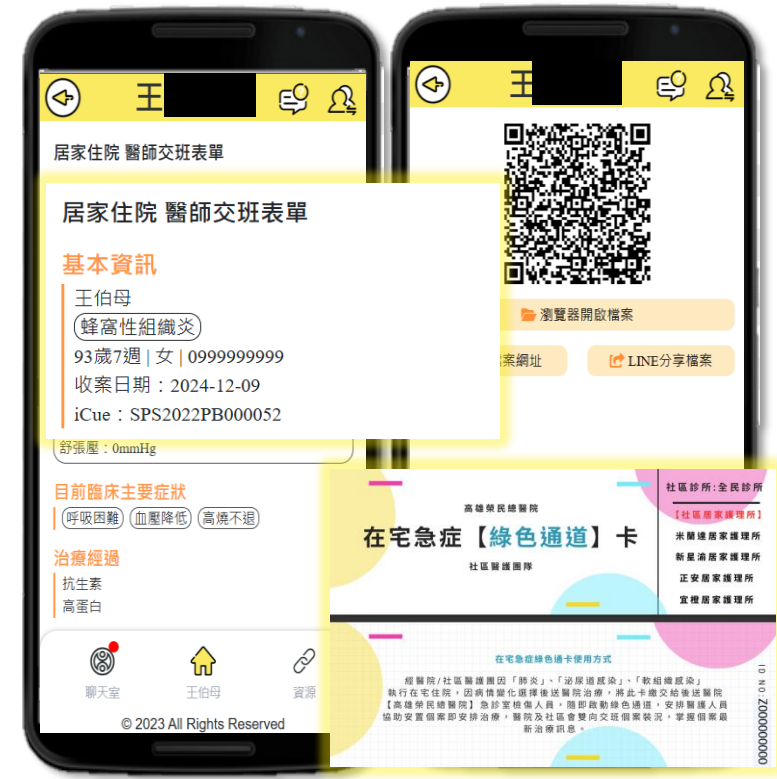 王
居家住院 醫師交班表單
居家住院 醫師交班表單
基本資訊
王伯母
蜂窩性組織炎
93歲7週 | 女 | 0999999999
收案日期：2024-12-09
iCue：SPS2022PB000052
舒張壓：0mmHg
目前臨床主要症狀
呼吸困難 血壓降低 高燒不退
治療經過
抗生素
高蛋白
聊天室 王伯母 資源
© 2023 All Rights Reserved
王
瀏覽器開啟檔案
案網址 LINE分享檔案
高雄榮民總醫院
在宅急症【綠色通道】卡
社區醫護團隊
社區診所:全民診所
【社區居家護理所】
米蘭達居家護理所
新星渝居家護理所
正安居家護理所
宜橙居家護理所
在宅急症綠色通卡使用方式
經醫院/社區醫護團因「肺炎」、「泌尿道感染」、「軟組織感染」
執行在宅住院，因病情變化選擇後送醫院治療，將此卡繳交給後送醫院
【高雄榮民總醫院】急診室檢傷人員，隨即啟動綠色通道，安排醫護人員
協助安置個案即安排治療，醫院及社區會雙向交班個案裝況，掌握個案最
新治療訊息。
ID NO:Z0000000000